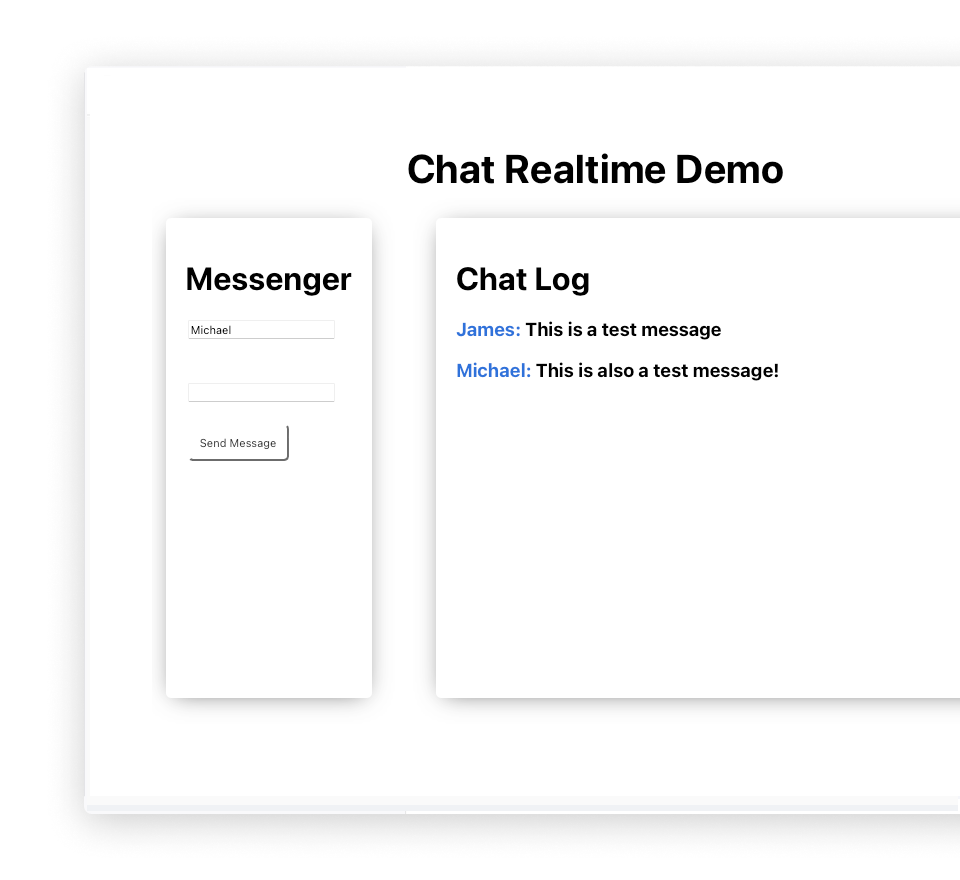 Chat Realtime Demo
Messenger
Michael
Send Message
Chat Log
James: This is a test message
Michael: This is also a test message!